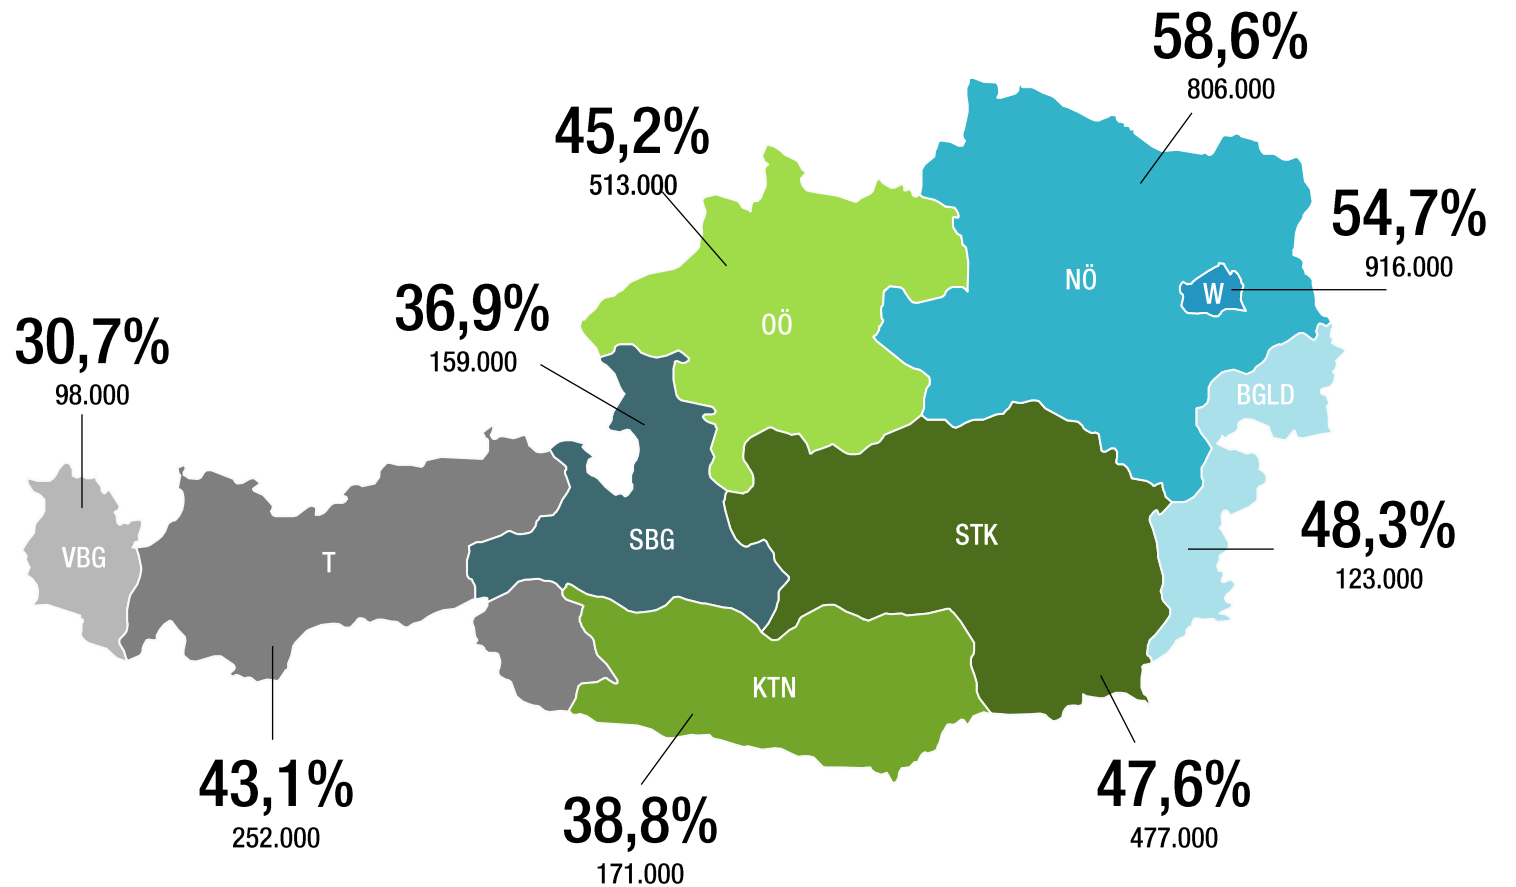 58,6%
806.000
45,2%
513.000
54,7%
916.000
NÖ
W
36,9%
159.000
OÖ
30,7%
98.000
BGLD
48,3%
123.000
VBG
T
SBG
STK
KTN
43,1%
252.000
38,8%
171.000
47,6%
477.000